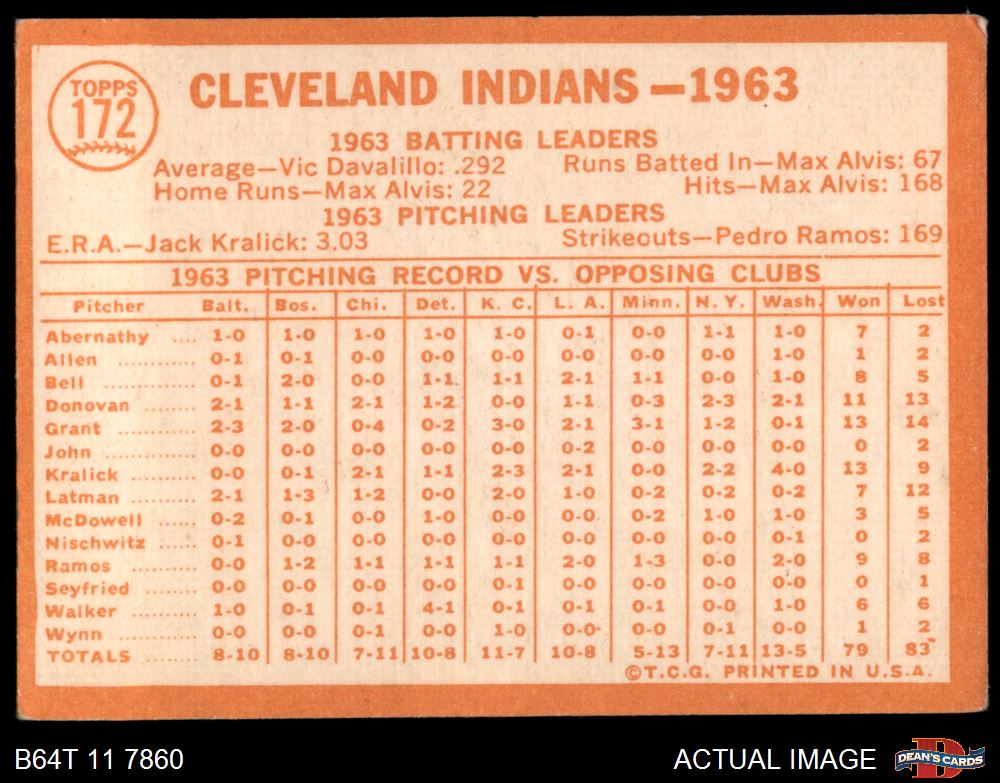 TOPPS
172
CLEVELAND INDIANS—1963
1963 BATTING LEADERS
Average—Vic Davalillo: .292 Runs Batted In—Max Alvis: 67
Home Runs—Max Alvis: 22 Hits—Max Alvis: 168
1963 PITCHING LEADERS
E.R.A.—Jack Kralick: 3.03 Strikeouts—Pedro Ramos: 169
1963 PITCHING RECORD VS. OPPOSING CLUBS
Pitcher Balt. Bos. Chi. Det. K. C. L. A. Minn. N. Y. Wash. Won Lost
Abernathy .... 1-0 1-0 1-0 1-0 1-0 0-1 0-0 1-1 1-0 7 2
Allen ........... 0-1 0-1 0-0 0-0 0-0 0-0 0-0 0-0 1-0 1 2
Bell ............... 0-1 2-0 0-0 1-1 1-1 2-1 1-1 0-0 1-0 8 5
Donovan ....... 2-1 1-1 2-1 1-2 0-0 1-1 0-3 2-3 2-1 11 13
Grant ........... 2-3 2-0 0-4 0-2 3-0 2-1 3-1 1-2 0-1 13 14
John ............ 0-0 0-0 0-0 0-0 0-0 0-2 0-0 0-0 0-0 0 2
Kralick ......... 0-0 0-1 2-1 1-1 2-3 2-1 0-0 2-2 4-0 13 9
Latman ......... 2-1 1-3 1-2 0-0 2-0 1-0 0-2 0-2 0-2 7 12
McDowell ...... 0-2 0-1 0-0 1-0 0-0 0-0 0-2 1-0 1-0 3 5
Nischwitz ...... 0-1 0-0 0-0 0-0 0-0 0-0 0-0 0-0 0-1 0 2
Ramos ......... 0-0 1-2 1-1 1-1 1-1 2-0 1-3 0-0 2-0 9 8
Seyfried ........ 0-0 0-0 0-0 0-0 0-1 0-0 0-0 0-0 0-0 0 1
Walker ......... 1-0 0-1 0-1 4-1 0-1 0-1 0-1 0-0 1-0 6 6
Wynn ........... 0-0 0-0 0-1 0-0 1-0 0-0 0-0 0-1 0-0 1 2
TOTALS ........ 8-10 8-10 7-11 10-8 11-7 10-8 5-13 7-11 13-5 79 83
©T.C.G. PRINTED IN U.S.A.
B64T 11 7860 ACTUAL IMAGE
D
DEAN'S CARDS